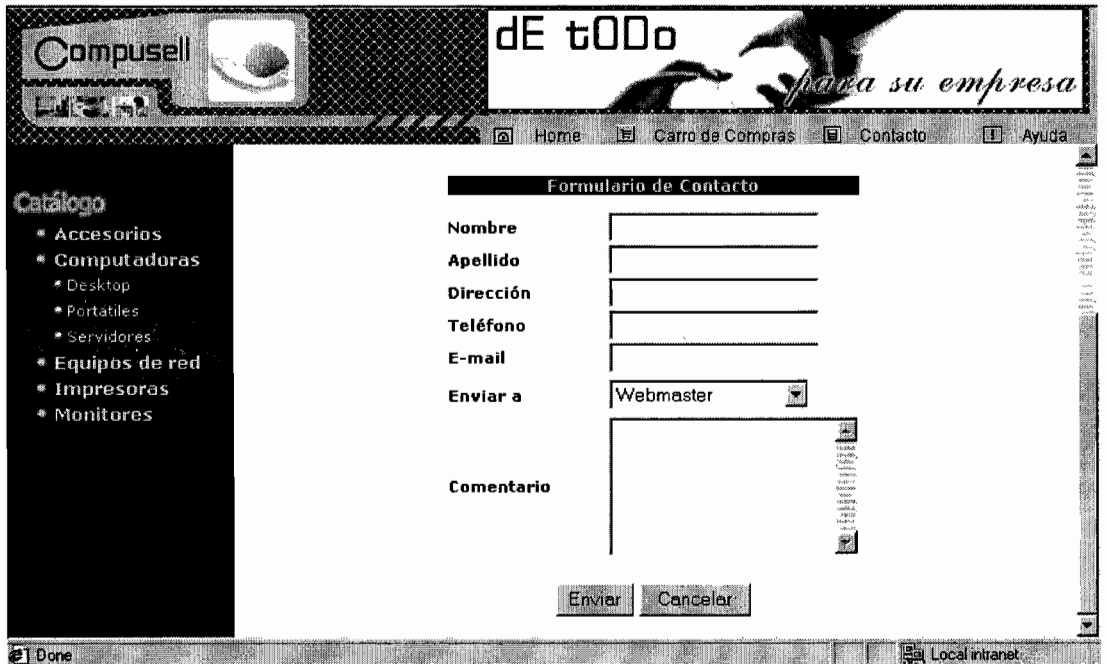 Compusell
dE tODo
para su empresa
Home Carro de Compras Contacto Ayuda
Catálogo
Accesorios
Computadoras
Desktop
Portátiles
Servidores
Equipos de red
Impresoras
Monitores
Formulario de Contacto
Nombre
Apellido
Dirección
Teléfono
E-mail
Enviar a Webmaster
Comentario
Enviar Cancelar
Done Local intranet